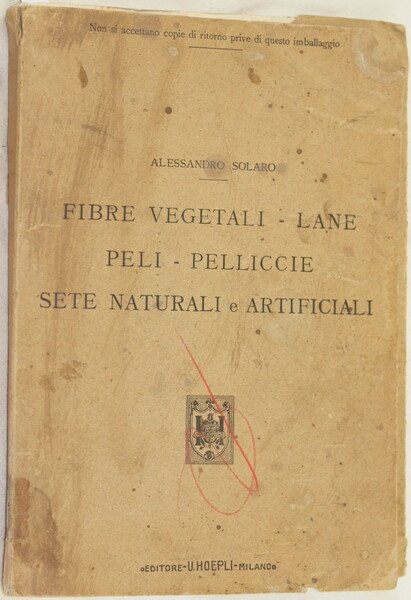 Non si accettano copie di ritorno prive di questo imballaggio
ALESSANDRO SOLARO
FIBRE VEGETALI - LANE
PELI - PELLICCIE
SETE NATURALI e ARTIFICIALI
EDITORE-U.HOEPLI-MILANO